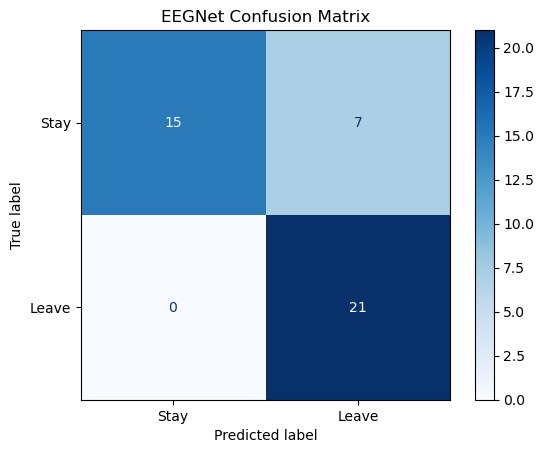 EEGNet Confusion Matrix
True label
Stay
Leave
15
7
0
21
Stay
Leave
Predicted label
20.0
17.5
15.0
12.5
10.0
7.5
5.0
2.5
0.0